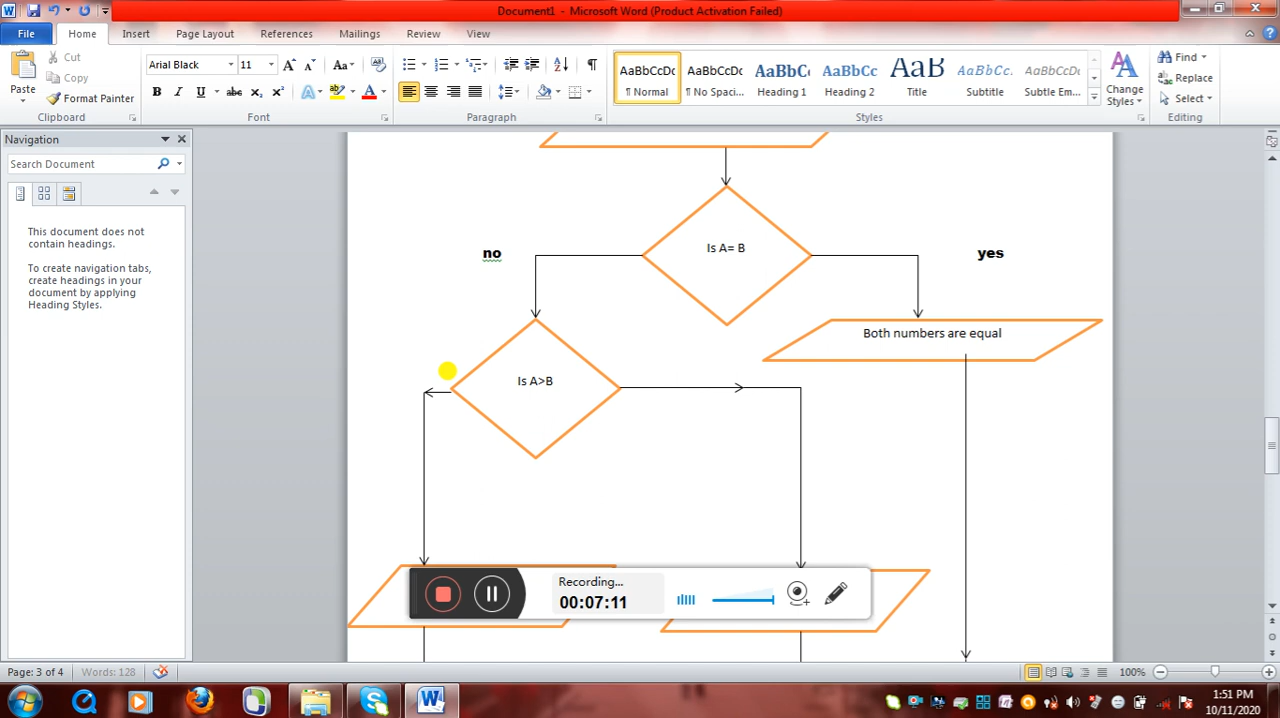 Document1 - Microsoft Word (Product Activation Failed)
File Home Insert Page Layout References Mailings Review View
Paste
Cut
Copy
Format Painter
Clipboard
Arial Black 11
Font
Paragraph
AaBbCcDc AaBbCcDc AaBbCc AaBbCc AaB AaBbCc. AaBbCcDc
¶ Normal ¶ No Spaci... Heading 1 Heading 2 Title Subtitle Subtle Em...
Styles
Change
Styles
Find
Replace
Select
Editing
Navigation
Search Document
This document does not
contain headings.
To create navigation tabs,
create headings in your
document by applying
Heading Styles.
Is A= B
no
yes
Both numbers are equal
Is A>B
Recording...
00:07:11
Page: 3 of 4 Words: 128
100%
1:51 PM
10/11/2020